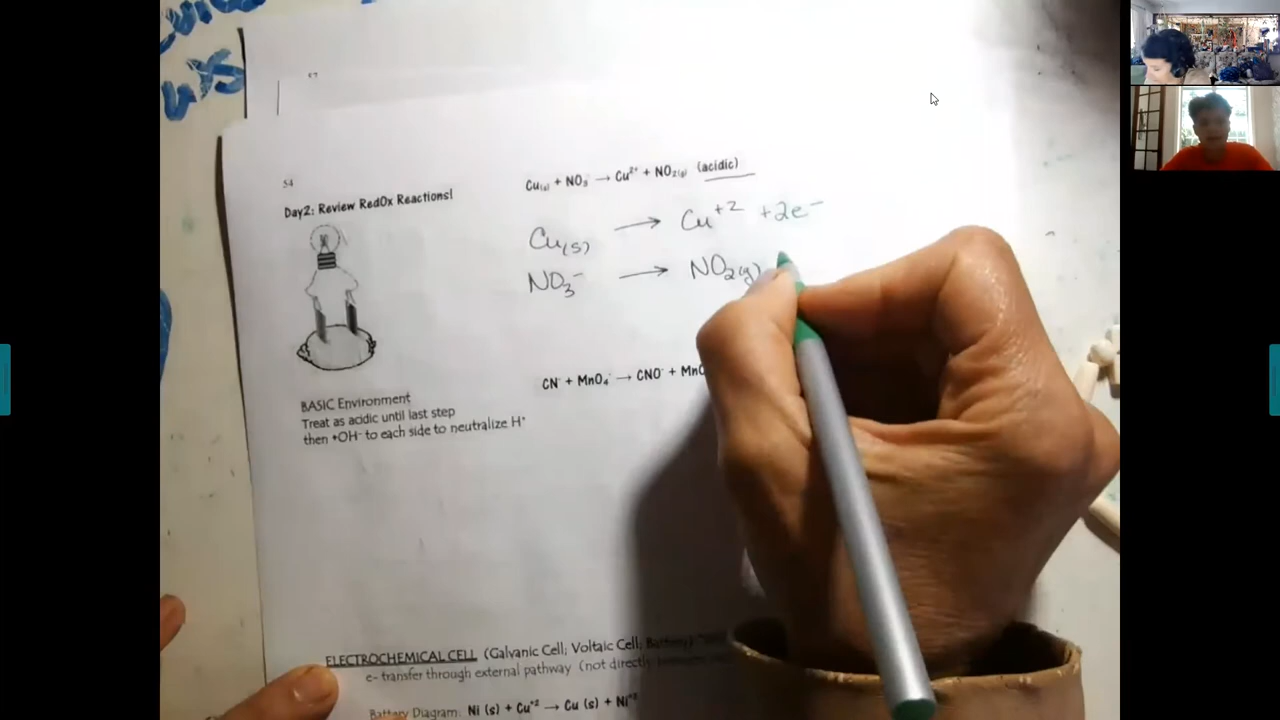 54
Day2: Review RedOx Reactions!
Cu(s) + NO3⁻ → Cu²⁺ + NO2(g) (acidic)
Cu(s) → Cu⁺² + 2e⁻
NO3⁻ → NO2(g)
CN⁻ + MnO4⁻ → CNO⁻ + MnO
BASIC Environment
Treat as acidic until last step
then +OH⁻ to each side to neutralize H⁺
ELECTROCHEMICAL CELL (Galvanic Cell; Voltaic Cell; Battery)
e- transfer through external pathway (not directly
Battery Diagram: Ni (s) + Cu⁺² → Cu (s) + Ni⁺²